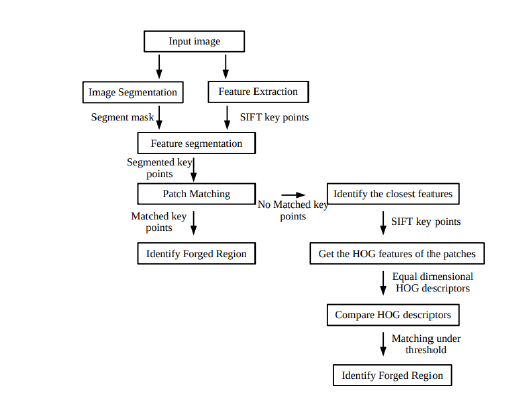 Input image
Image Segmentation
Feature Extraction
Segment mask
SIFT key points
Feature segmentation
Segmented key
points
Patch Matching
No Matched key
points
Identify the closest features
Matched key
points
SIFT key points
Identify Forged Region
Get the HOG features of the patches
Equal dimensional
HOG descriptors
Compare HOG descriptors
Matching under
threshold
Identify Forged Region